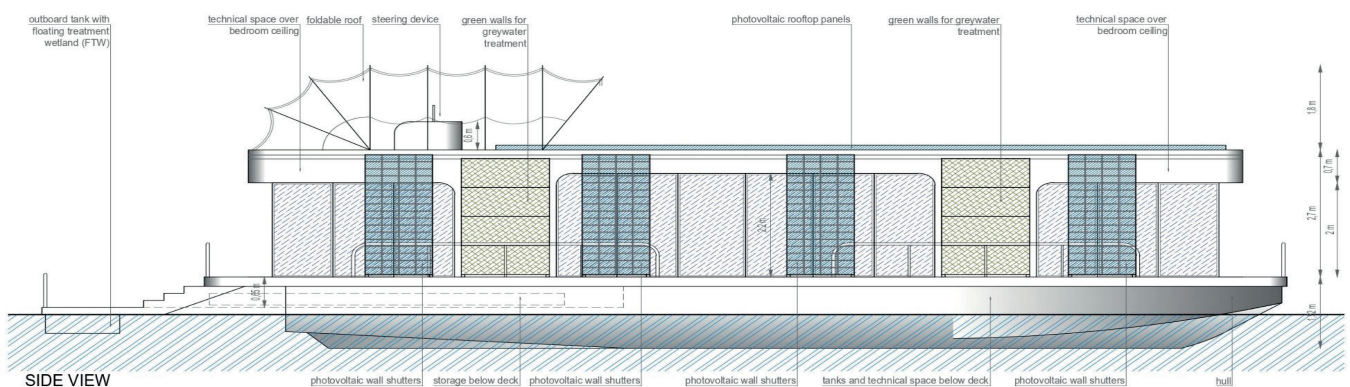 outboard tank with
floating treatment
wetland (FTW)
technical space over
bedroom ceiling
foldable roof
steering device
green walls for
greywater
treatment
photovoltaic rooftop panels
green walls for greywater
treatment
technical space over
bedroom ceiling
1,8 m
0,6 m
0,7 m
2,7 m
2 m
2,2 m
0,65 m
SIDE VIEW
photovoltaic wall shutters
storage below deck
photovoltaic wall shutters
photovoltaic wall shutters
tanks and technical space below deck
photovoltaic wall shutters
hull